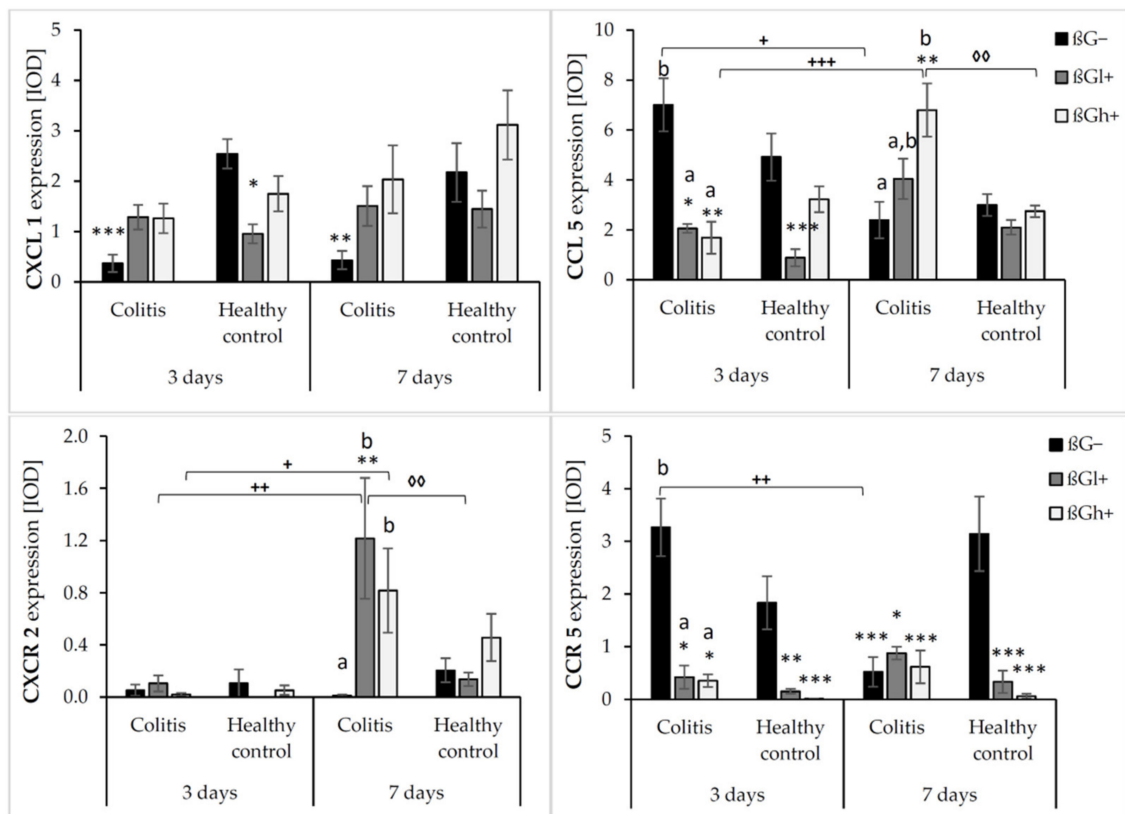 CXCL 1 expression [IOD]
5
4
3
2
1
0
***
*
**
Colitis
Healthy control
Colitis
Healthy control
3 days
7 days
CCL 5 expression [IOD]
10
8
6
4
2
0
+
+++
◊◊
b
a
*
a
**
***
a
a,b
b
**
Colitis
Healthy control
Colitis
Healthy control
3 days
7 days
ßG−
ßGl+
ßGh+
CXCR 2 expression [IOD]
2.0
1.6
1.2
0.8
0.4
0.0
+
++
◊◊
a
b
**
b
Colitis
Healthy control
Colitis
Healthy control
3 days
7 days
CCR 5 expression [IOD]
5
4
3
2
1
0
++
b
a
*
a
*
**
***
***
*
***
***
***
Colitis
Healthy control
Colitis
Healthy control
3 days
7 days
ßG−
ßGl+
ßGh+